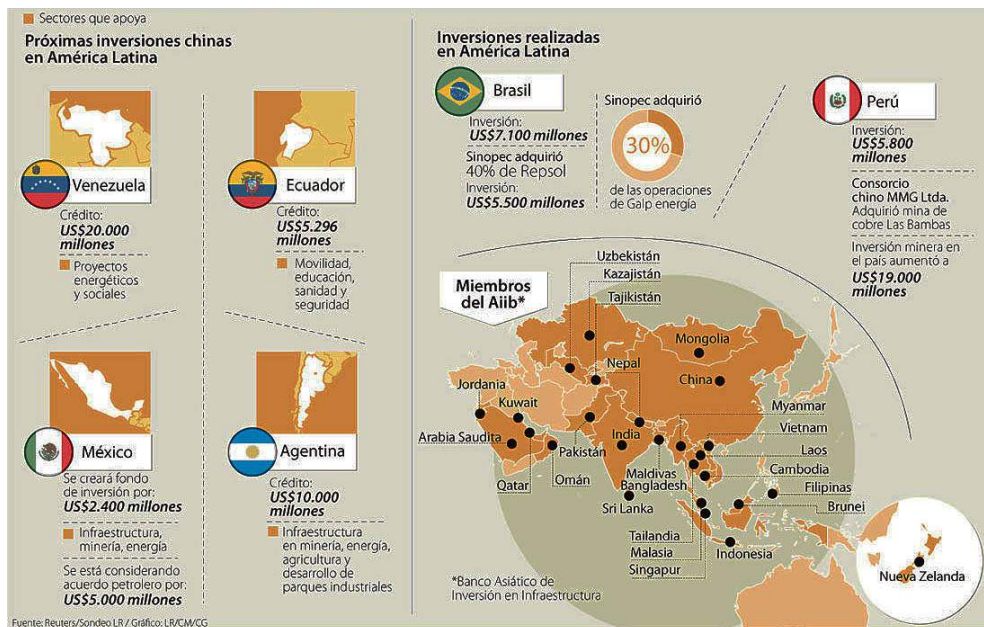 Sectores que apoya
Próximas inversiones chinas
en América Latina
Venezuela
Crédito:
US$20.000
millones
Proyectos
energéticos
y sociales
Ecuador
Crédito:
US$5.296
millones
Movilidad,
educación,
sanidad y
seguridad
México
Se creará fondo
de inversión por:
US$2.400 millones
Infraestructura,
minería, energía
Se está considerando
acuerdo petrolero por:
US$5.000 millones
Agentina
Crédito:
US$10.000
millones
Infraestructura
en minería, energía,
agricultura y
desarrollo de
parques industriales
Inversiones realizadas
en América Latina
Brasil
Inversión:
US$7.100 millones
Sinopec adquirió
40% de Repsol
Inversión:
US$5.500 millones
Sinopec adquirió
30%
de las operaciones
de Galp energía
Perú
Inversión:
US$5.800
millones
Consorcio
chino MMG Ltda.
Adquirió mina de
cobre Las Bambas
Inversión minera en
el país aumentó a
US$19.000
millones
Miembros
del Aiib*
Uzbekistán
Kazajistán
Tajikistán
Mongolia
Nepal
China
Jordania
Kuwait
Myanmar
Vietnam
Arabia Saudita
India
Laos
Pakistán
Qatar
Omán
Maldivas
Bangladesh
Cambodia
Filipinas
Sri Lanka
Brunei
Tailandia
Malasia
Singapur
Indonesia
Nueva Zelanda
*Banco Asiático de
Inversión en Infraestructura
Fuente: Reuters/Sondeo LR / Gráfico: LR/CM/CG